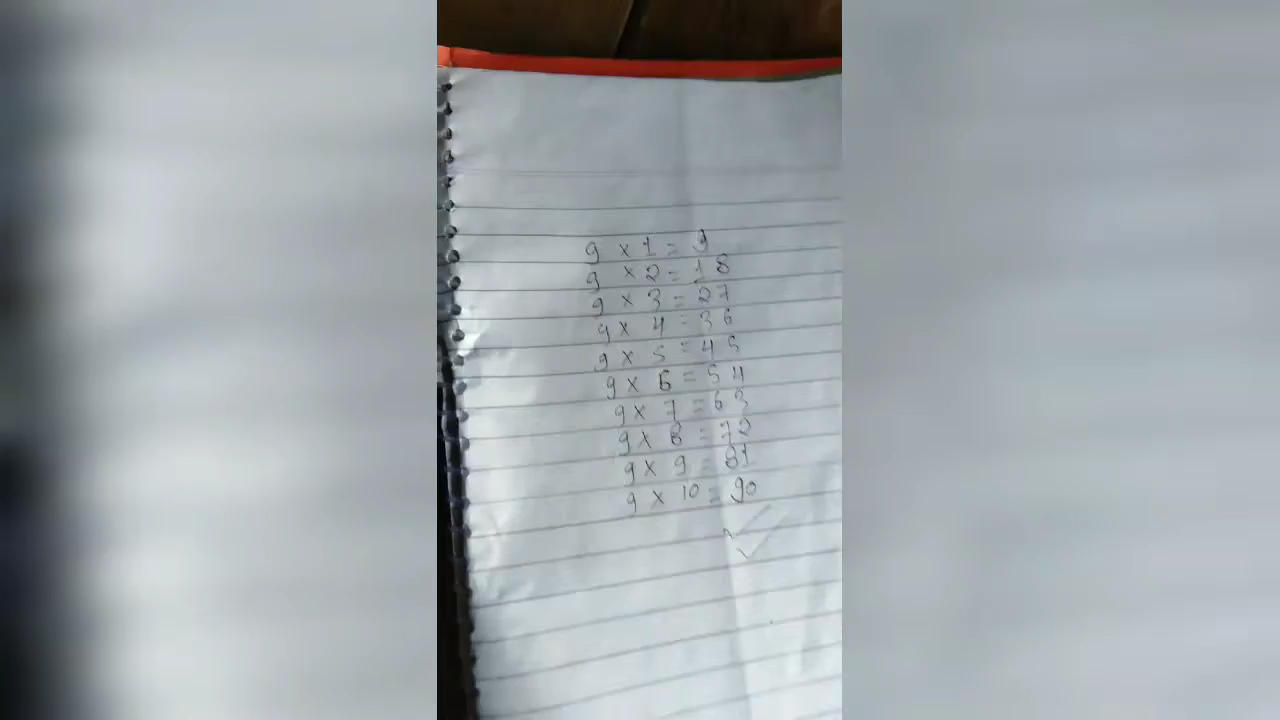 9 × 1 = 9
9 × 2 = 18
9 × 3 = 27
9 × 4 = 36
9 × 5 = 45
9 × 6 = 54
9 × 7 = 63
9 × 8 = 72
9 × 9 = 81
9 × 10 = 90